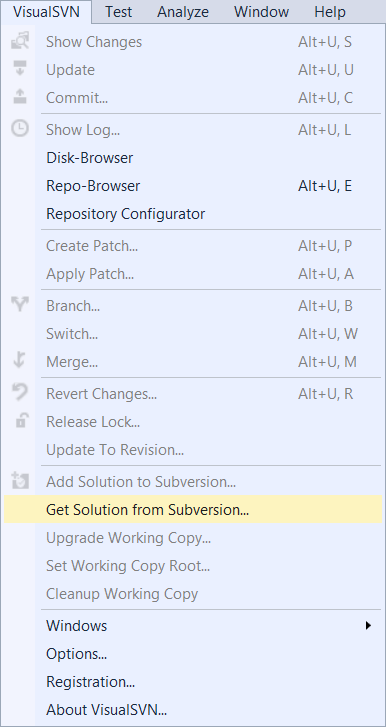 VisualSVN Test Analyze Window Help
Show Changes Alt+U, S
Update Alt+U, U
Commit... Alt+U, C
Show Log... Alt+U, L
Disk-Browser
Repo-Browser Alt+U, E
Repository Configurator
Create Patch... Alt+U, P
Apply Patch... Alt+U, A
Branch... Alt+U, B
Switch... Alt+U, W
Merge... Alt+U, M
Revert Changes... Alt+U, R
Release Lock...
Update To Revision...
Add Solution to Subversion...
Get Solution from Subversion...
Upgrade Working Copy...
Set Working Copy Root...
Cleanup Working Copy
Windows
Options...
Registration...
About VisualSVN...